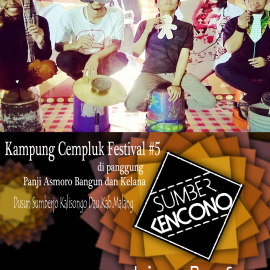 Kampung Cempluk Festival #5
di panggung
Panji Asmoro Bangun dan Kelana
Dusun Sumberjo Kalisongo Dau Kab.Malang
SUMBER
KENCONO